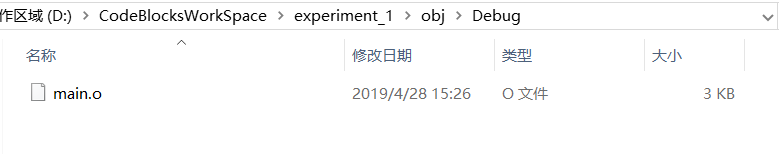 作区域 (D:) > CodeBlocksWorkSpace > experiment_1 > obj > Debug
名称 修改日期 类型 大小
main.o 2019/4/28 15:26 O 文件 3 KB